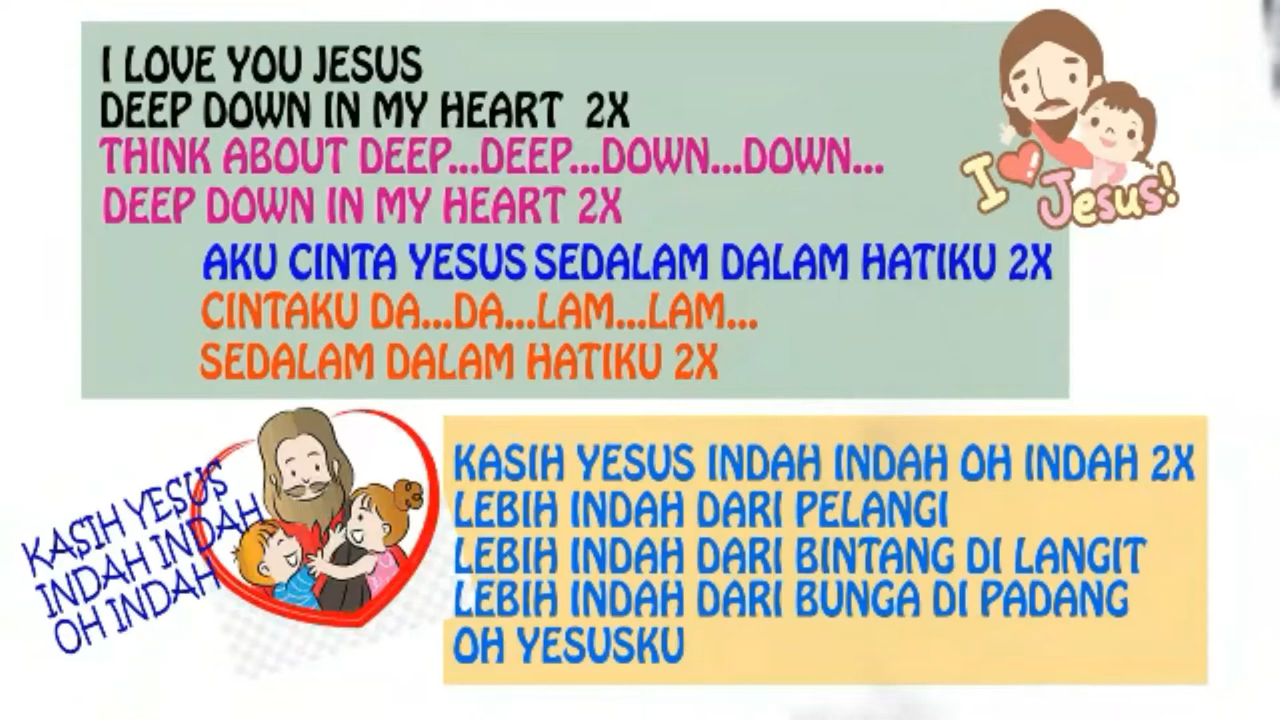 I LOVE YOU JESUS
DEEP DOWN IN MY HEART 2X
THINK ABOUT DEEP...DEEP...DOWN...DOWN...
DEEP DOWN IN MY HEART 2X
I
Jesus!
AKU CINTA YESUS SEDALAM DALAM HATIKU 2X
CINTAKU DA...DA...LAM...LAM...
SEDALAM DALAM HATIKU 2X
KASIH YESUS
INDAH INDAH
OH INDAH
KASIH YESUS INDAH INDAH OH INDAH 2X
LEBIH INDAH DARI PELANGI
LEBIH INDAH DARI BINTANG DI LANGIT
LEBIH INDAH DARI BUNGA DI PADANG
OH YESUSKU